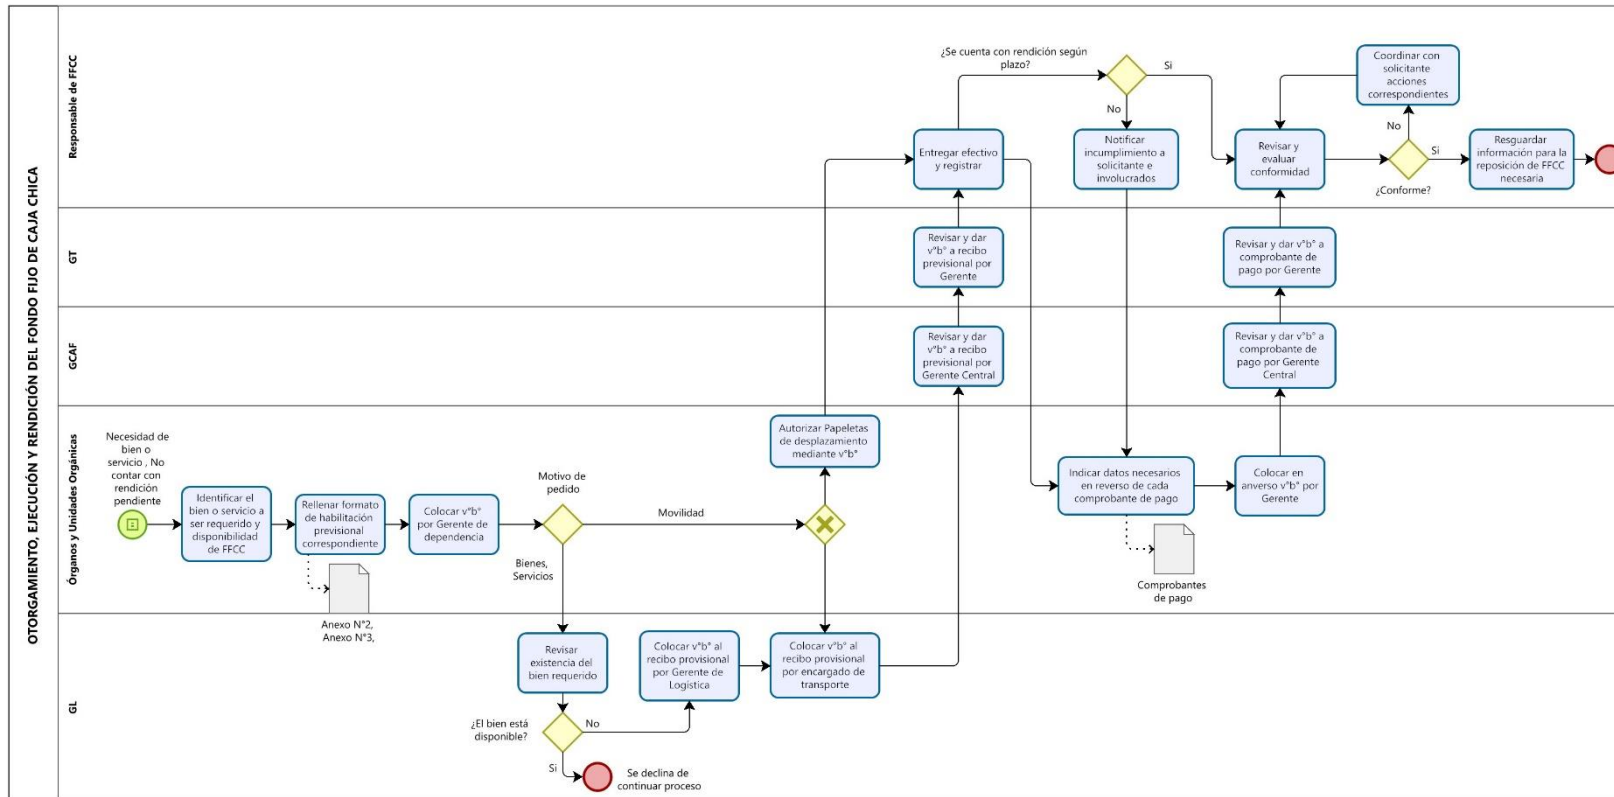 OTORGAMIENTO, EJECUCIÓN Y RENDICIÓN DEL FONDO FIJO DE CAJA CHICA
Responsable de FFCC
¿Se cuenta con rendición según
plazo?
Si
No
Entregar efectivo
y registrar
Notificar
incumplimiento a
solicitante e
involucrados
Revisar y
evaluar
conformidad
Coordinar con
solicitante
acciones
correspondientes
No
Si
¿Conforme?
Resguardar
información para la
reposición de FFCC
necesaria
GT
Revisar y dar
v°b° a recibo
previsional por
Gerente
Revisar y dar v°b° a
comprobante de
pago por Gerente
GCAF
Revisar y dar
v°b° a recibo
previsional por
Gerente Central
Revisar y dar v°b° a
comprobante de
pago por Gerente
Central
Órganos y Unidades Orgánicas
Necesidad de
bien o
servicio , No
contar con
rendición
pendiente
Identificar el
bien o servicio a
ser requerido y
disponibilidad
de FFCC
Rellenar formato
de habilitación
previsional
correspondiente
Anexo N°2,
Anexo N°3,
Colocar v°b°
por Gerente de
dependencia
Motivo de
pedido
Movilidad
Bienes,
Servicios
Autorizar Papeletas
de desplazamiento
mediante v°b°
Indicar datos necesarios
en reverso de cada
comprobante de pago
Comprobantes
de pago
Colocar en
anverso v°b° por
Gerente
GL
Revisar
existencia del
bien requerido
¿El bien está
disponible?
No
Si
Se declina de
continuar proceso
Colocar v°b° al
recibo provisional
por Gerente de
Logística
Colocar v°b° al
recibo provisional
por encargado de
transporte